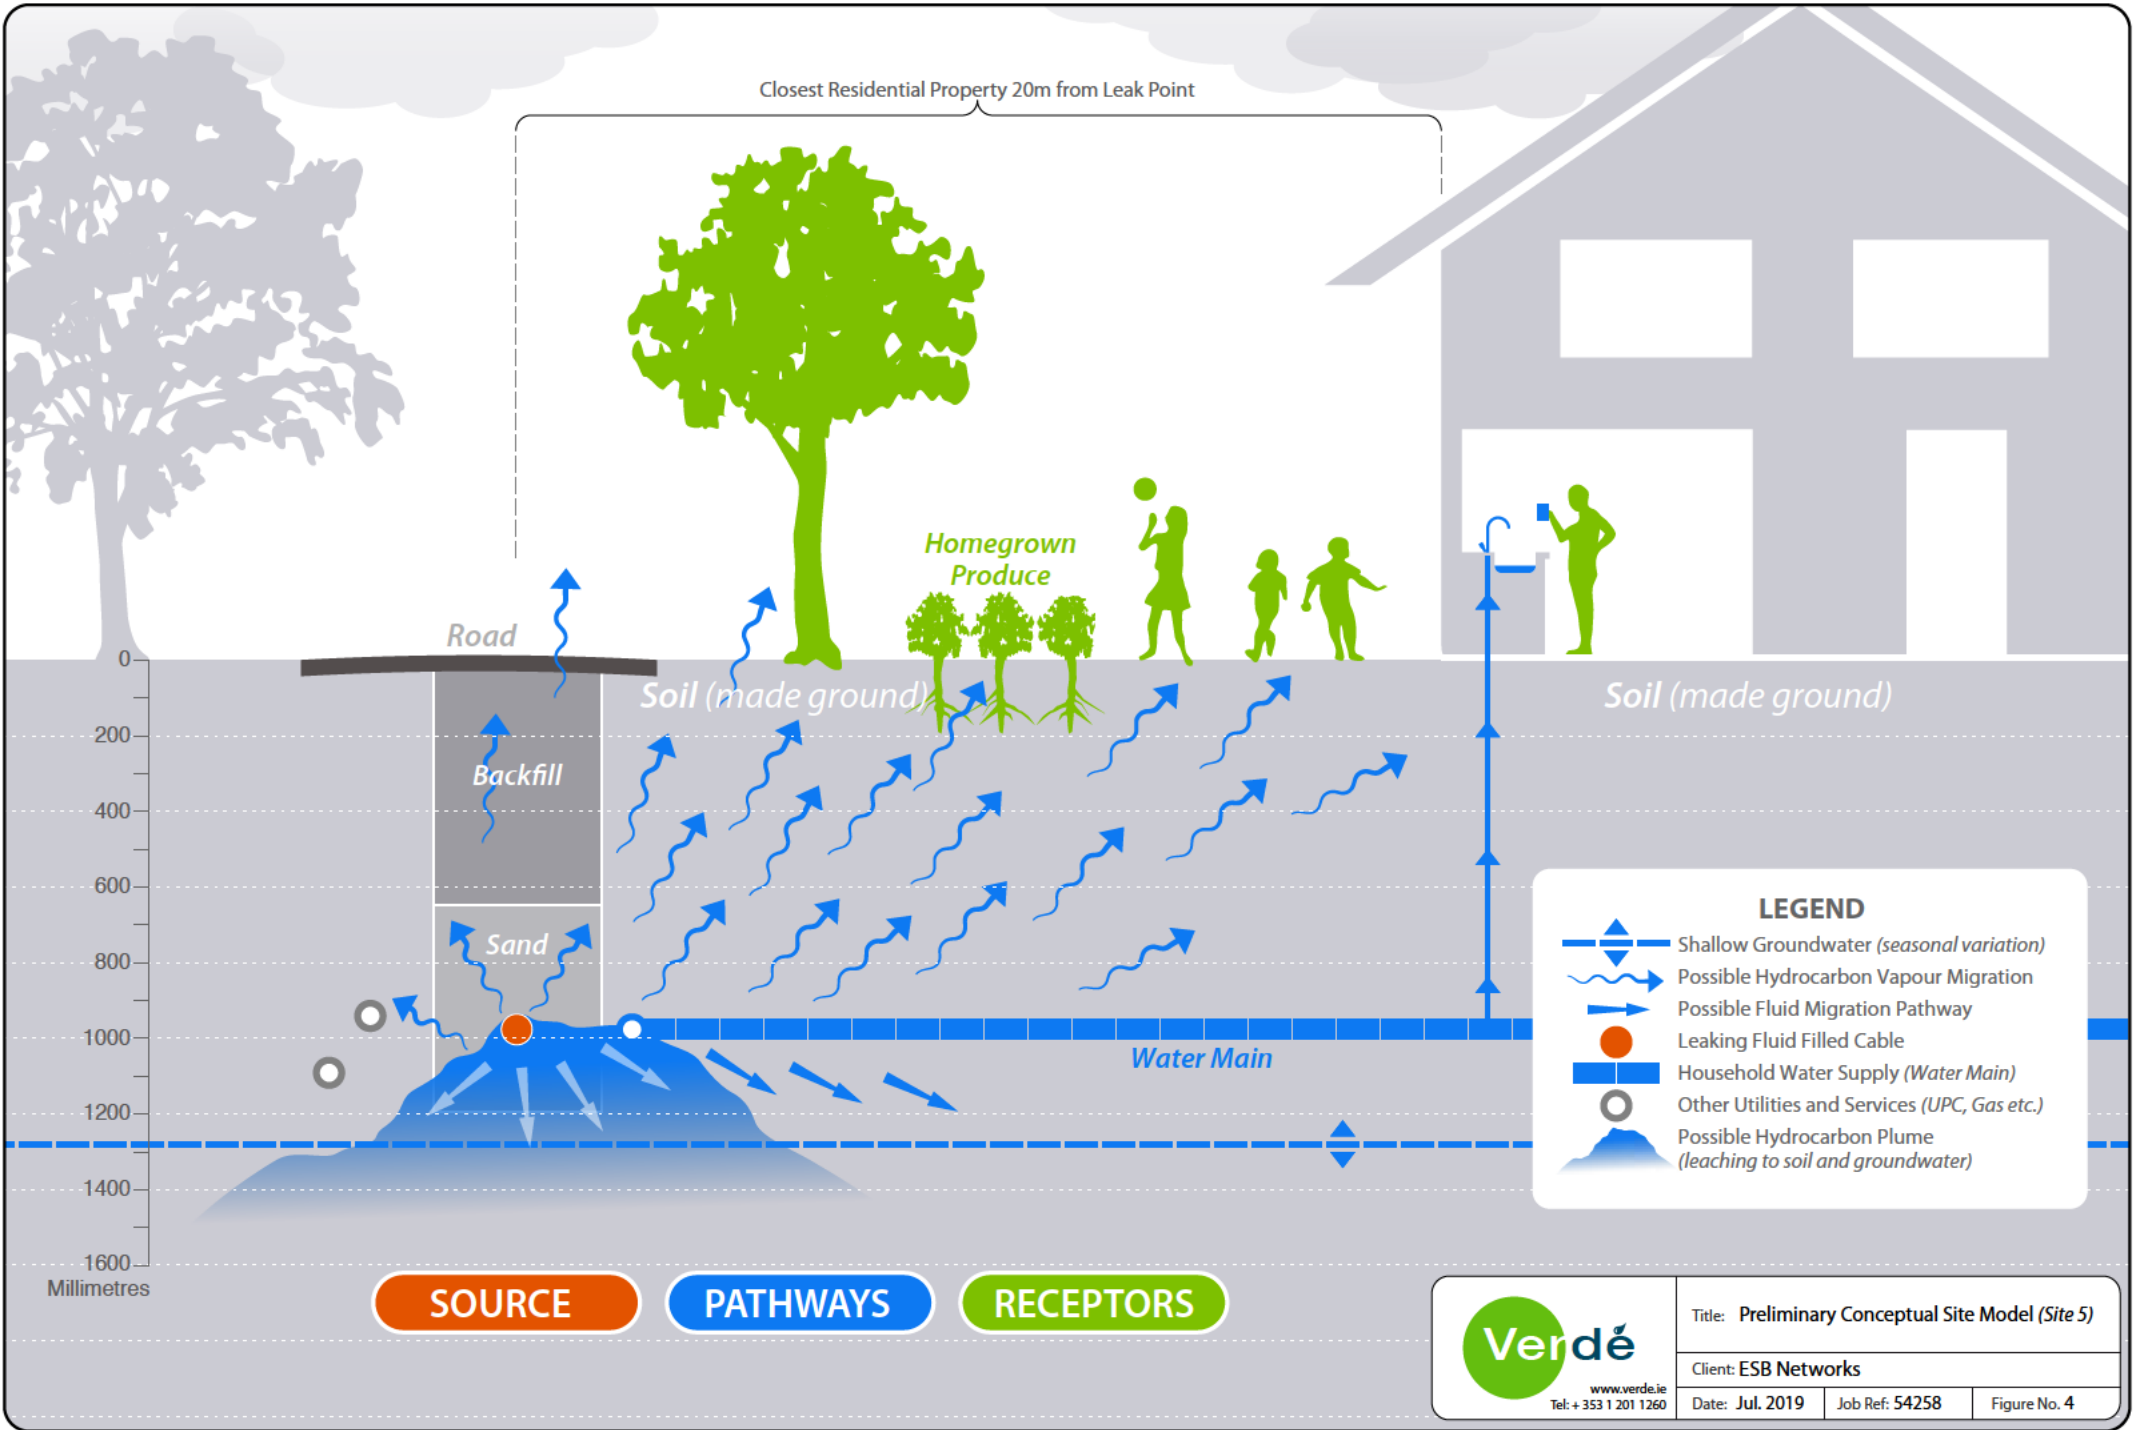 Closest Residential Property 20m from Leak Point
Homegrown
Produce
Road
0
Soil (made ground)
Soil (made ground)
200
Backfill
400
600
Sand
800
1000
Water Main
1200
1400
1600
Millimetres
LEGEND
Shallow Groundwater (seasonal variation)
Possible Hydrocarbon Vapour Migration
Possible Fluid Migration Pathway
Leaking Fluid Filled Cable
Household Water Supply (Water Main)
Other Utilities and Services (UPC, Gas etc.)
Possible Hydrocarbon Plume
(leaching to soil and groundwater)
SOURCE
PATHWAYS
RECEPTORS
Verdé
www.verde.ie
Tel: + 353 1 201 1260
Title: Preliminary Conceptual Site Model (Site 5)
Client: ESB Networks
Date: Jul. 2019
Job Ref: 54258
Figure No. 4